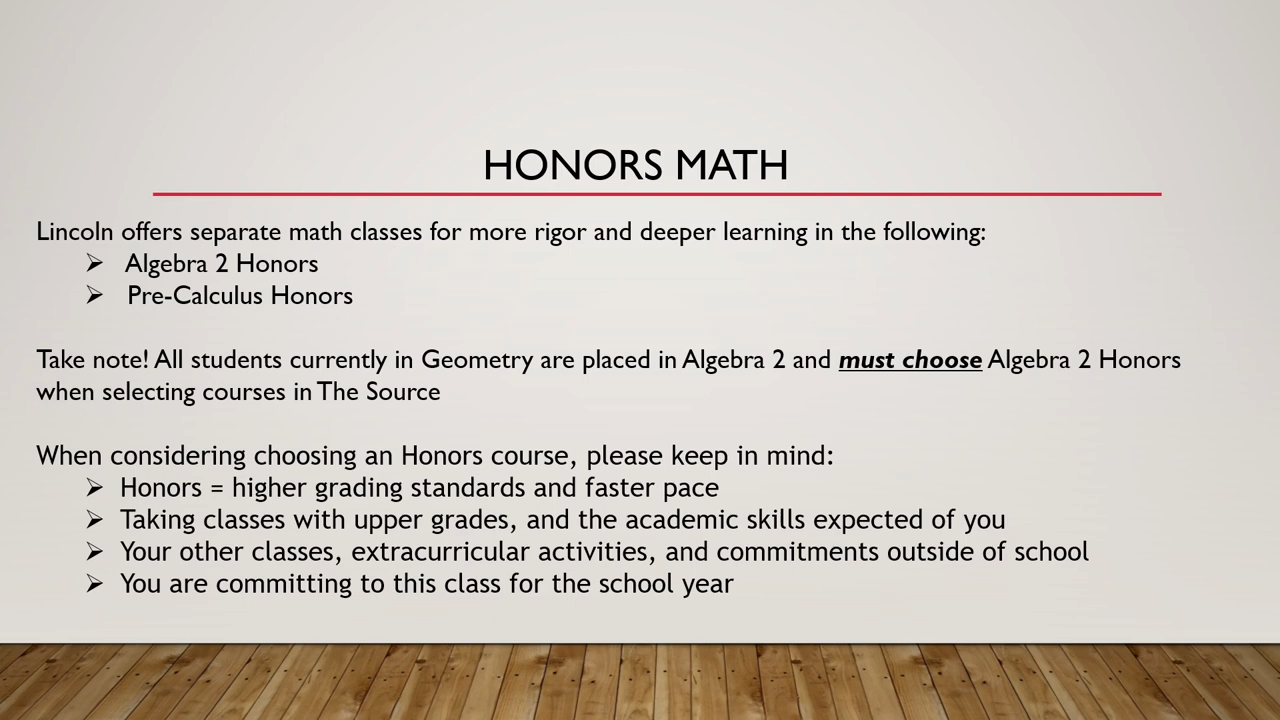 HONORS MATH
Lincoln offers separate math classes for more rigor and deeper learning in the following:
➢ Algebra 2 Honors
➢ Pre-Calculus Honors
Take note! All students currently in Geometry are placed in Algebra 2 and must choose Algebra 2 Honors
when selecting courses in The Source
When considering choosing an Honors course, please keep in mind:
➢ Honors = higher grading standards and faster pace
➢ Taking classes with upper grades, and the academic skills expected of you
➢ Your other classes, extracurricular activities, and commitments outside of school
➢ You are committing to this class for the school year